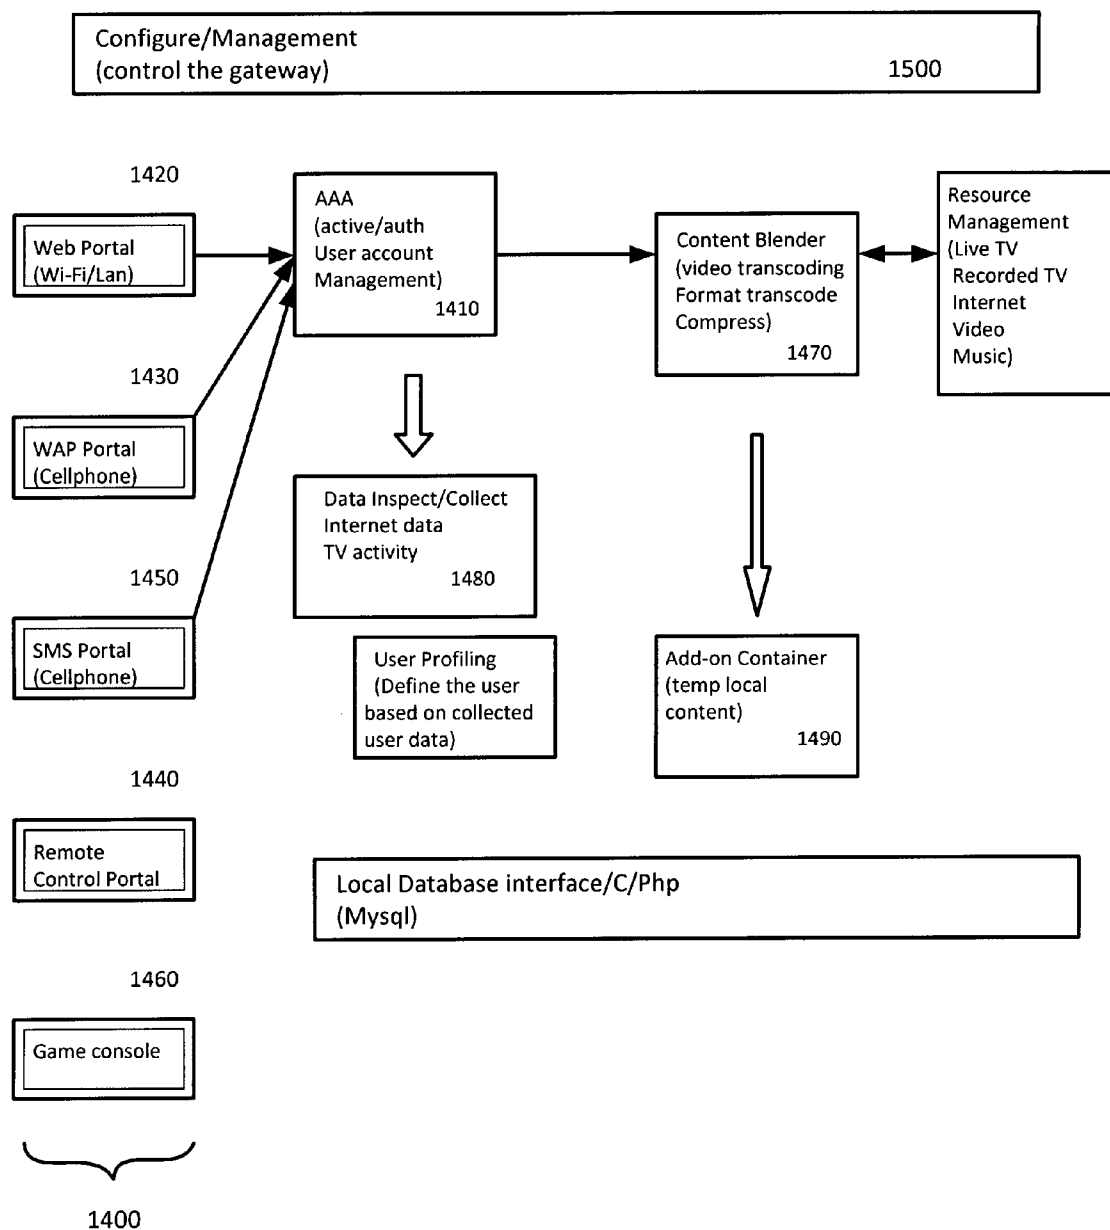 Configure/Management
(control the gateway)
1500
1420
Web Portal
(Wi-Fi/Lan)
1430
WAP Portal
(Cellphone)
1450
SMS Portal
(Cellphone)
1440
Remote
Control Portal
1460
Game console
1400
AAA
(active/auth
User account
Management)
1410
Data Inspect/Collect
Internet data
TV activity
1480
User Profiling
(Define the user
based on collected
user data)
Content Blender
(video transcoding
Format transcode
Compress)
1470
Add-on Container
(temp local
content)
1490
Resource
Management
(Live TV
Recorded TV
Internet
Video
Music)
Local Database interface/C/Php
(Mysql)